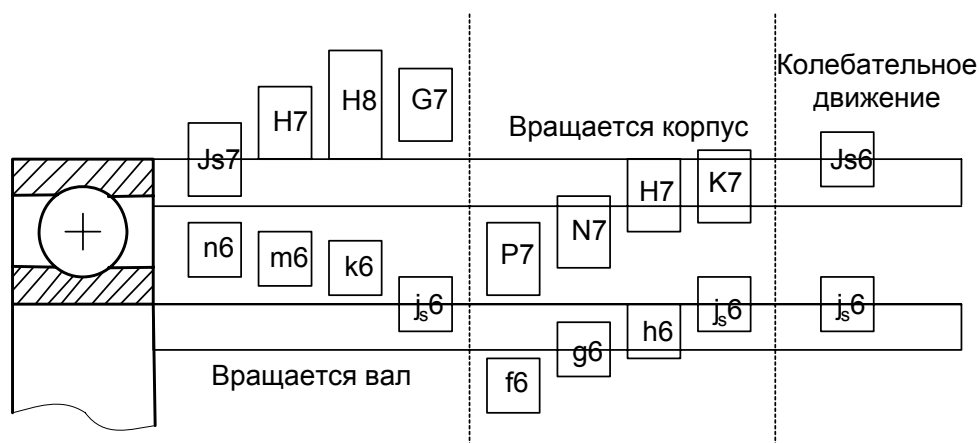 Колебательное
движение
Вращается корпус
Js7
H7
H8
G7
P7
N7
H7
K7
Js6
n6
m6
k6
js6
f6
g6
h6
js6
js6
Вращается вал